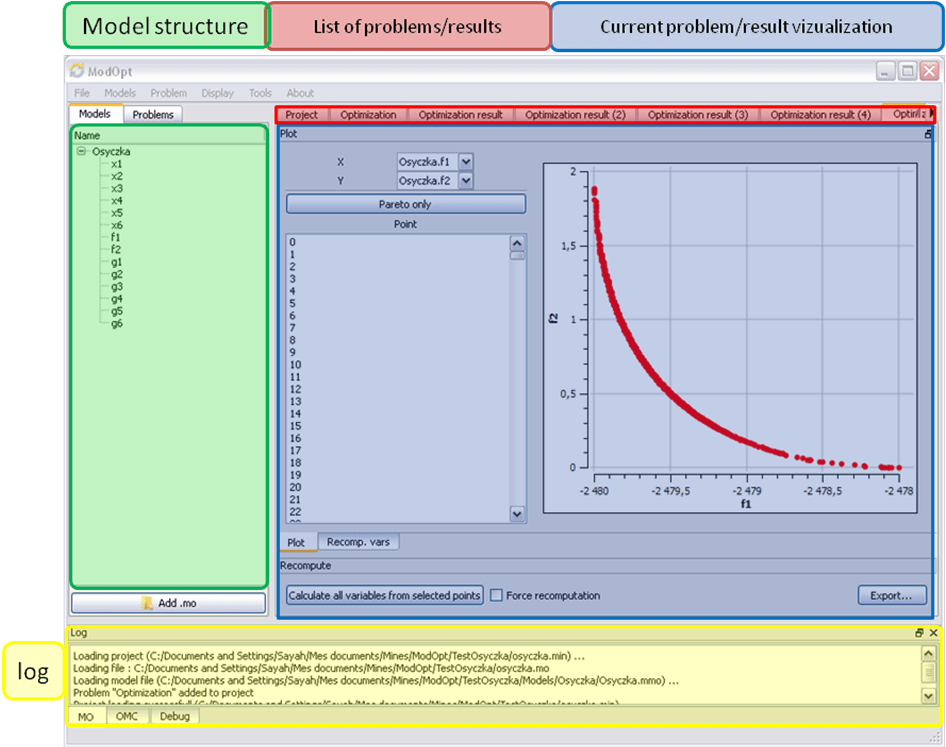 Model structure
List of problems/results
Current problem/result vizualization
ModOpt
File Models Problem Display Tools About
Models Problems
Project Optimization Optimization result Optimization result (2) Optimization result (3) Optimization result (4)
Name
Osyczka
x1
x2
x3
x4
x5
x6
f1
f2
g1
g2
g3
g4
g5
g6
Add .mo
Plot
X Osyczka.f1
Y Osyczka.f2
Pareto only
Point
0
1
2
3
4
5
6
7
8
9
10
11
12
13
14
15
16
17
18
19
20
21
22
2
1,5
1
0,5
0
f2
-2 480 -2 479,5 -2 479 -2 478,5 -2 478
f1
Plot Recomp. vars
Recompute
Calculate all variables from selected points Force recomputation Export...
log
Log
Loading project (C:/Documents and Settings/Sayah/Mes documents/Mines/ModOpt/TestOsyczka/osyczka.min) ...
Loading file : C:/Documents and Settings/Sayah/Mes documents/Mines/ModOpt/TestOsyczka/osyczka.mo
Loading model file (C:/Documents and Settings/Sayah/Mes documents/Mines/ModOpt/TestOsyczka/Models/Osyczka/Osyczka.mmo) ...
Problem "Optimization" added to project
MO OMC Debug